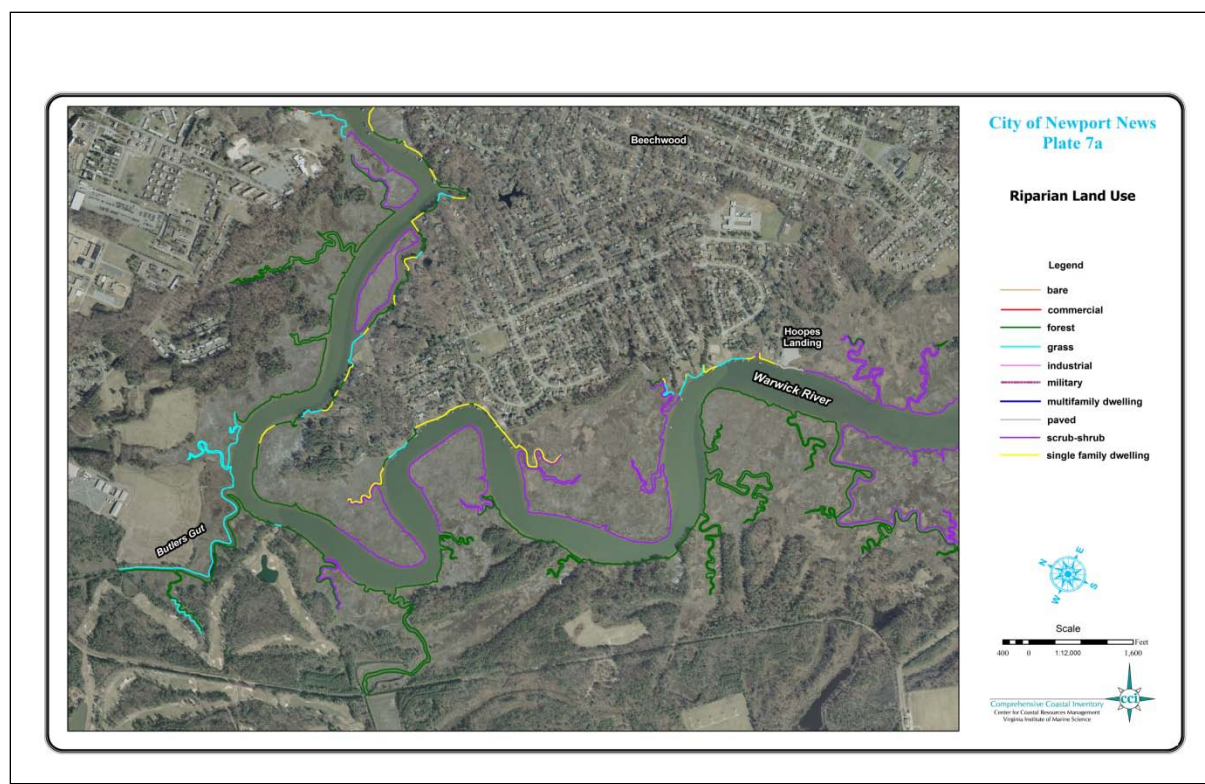 City of Newport News
Plate 7a
Riparian Land Use
Legend
bare
commercial
forest
grass
industrial
military
multifamily dwelling
paved
scrub-shrub
single family dwelling
Beechwood
Hoopes
Landing
Warwick River
Butlers Gut
N
E
W
S
Scale
Feet
400 0 1:12,000 1,600
Comprehensive Coastal Inventory
Center for Coastal Resources Management
Virginia Institute of Marine Science
cci